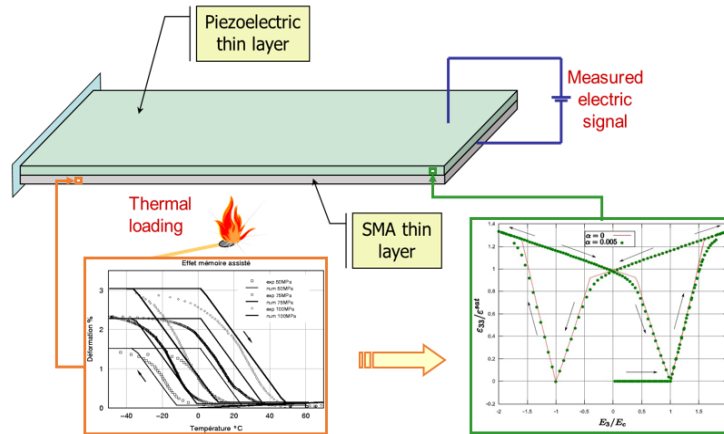 Piezoelectric
thin layer
Measured
electric
signal
Thermal
loading
SMA thin
layer
Effet mémoire assisté
exp 50MPa
num 50MPa
exp 75MPa
num 75MPa
exp 100MPa
num 100MPa
Déformation %
3
2
1
0
-40 -20 0 20 40 60
Température °C
α = 0
α = 0.005
ε33/ε^sat
1.4
1.2
1
0.8
0.6
0.4
0.2
0
-0.2
-2 -1.5 -1 -0.5 0 0.5 1 1.5
E3/Ec